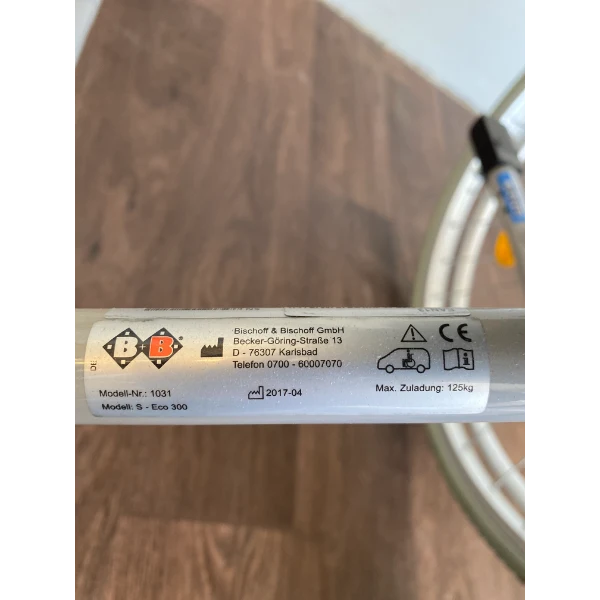 DE
B+B®
Bischoff & Bischoff GmbH
Becker-Göring-Straße 13
D - 76307 Karlsbad
Telefon 0700 - 60007070
CE
Modell-Nr.: 1031
2017-04
Max. Zuladung: 125kg
Modell: S - Eco 300